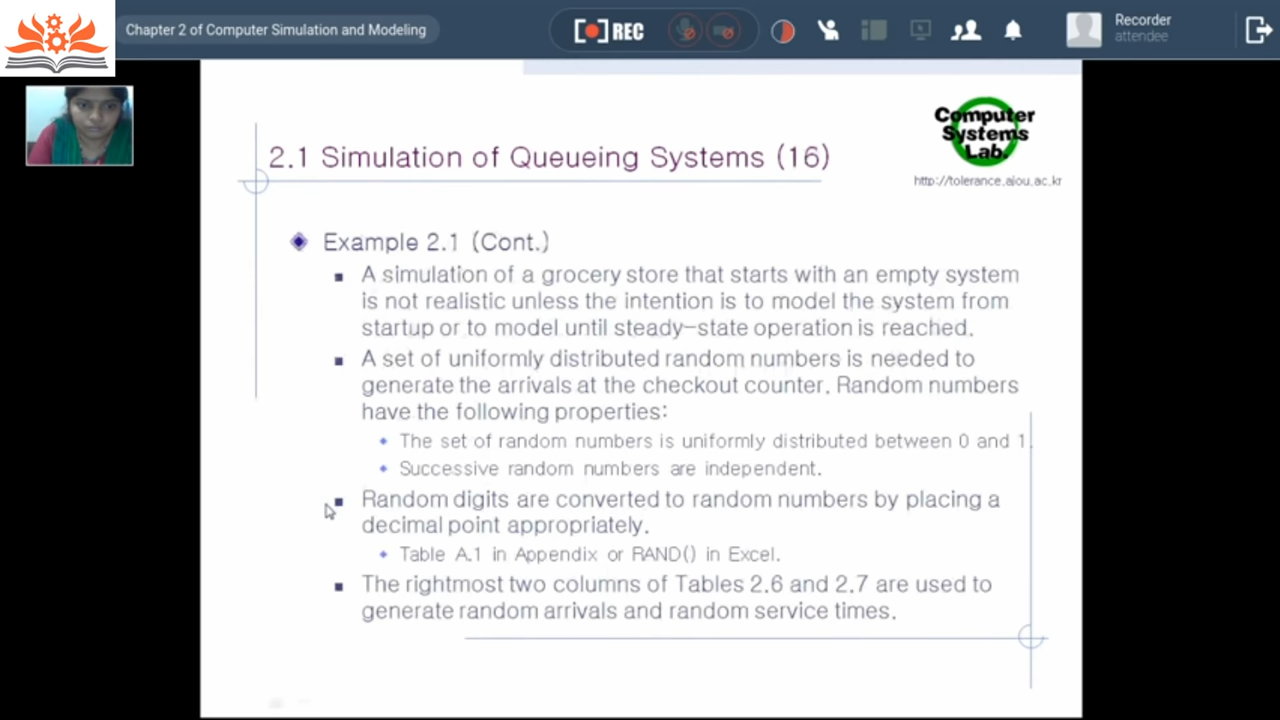 Chapter 2 of Computer Simulation and Modeling
REC
Recorder
attendee
Computer
Systems
Lab.
http://tolerance.ajou.ac.kr
2.1 Simulation of Queueing Systems (16)
Example 2.1 (Cont.)
A simulation of a grocery store that starts with an empty system
is not realistic unless the intention is to model the system from
startup or to model until steady-state operation is reached.
A set of uniformly distributed random numbers is needed to
generate the arrivals at the checkout counter. Random numbers
have the following properties:
The set of random numbers is uniformly distributed between 0 and 1.
Successive random numbers are independent.
Random digits are converted to random numbers by placing a
decimal point appropriately.
Table A.1 in Appendix or RAND() in Excel.
The rightmost two columns of Tables 2.6 and 2.7 are used to
generate random arrivals and random service times.